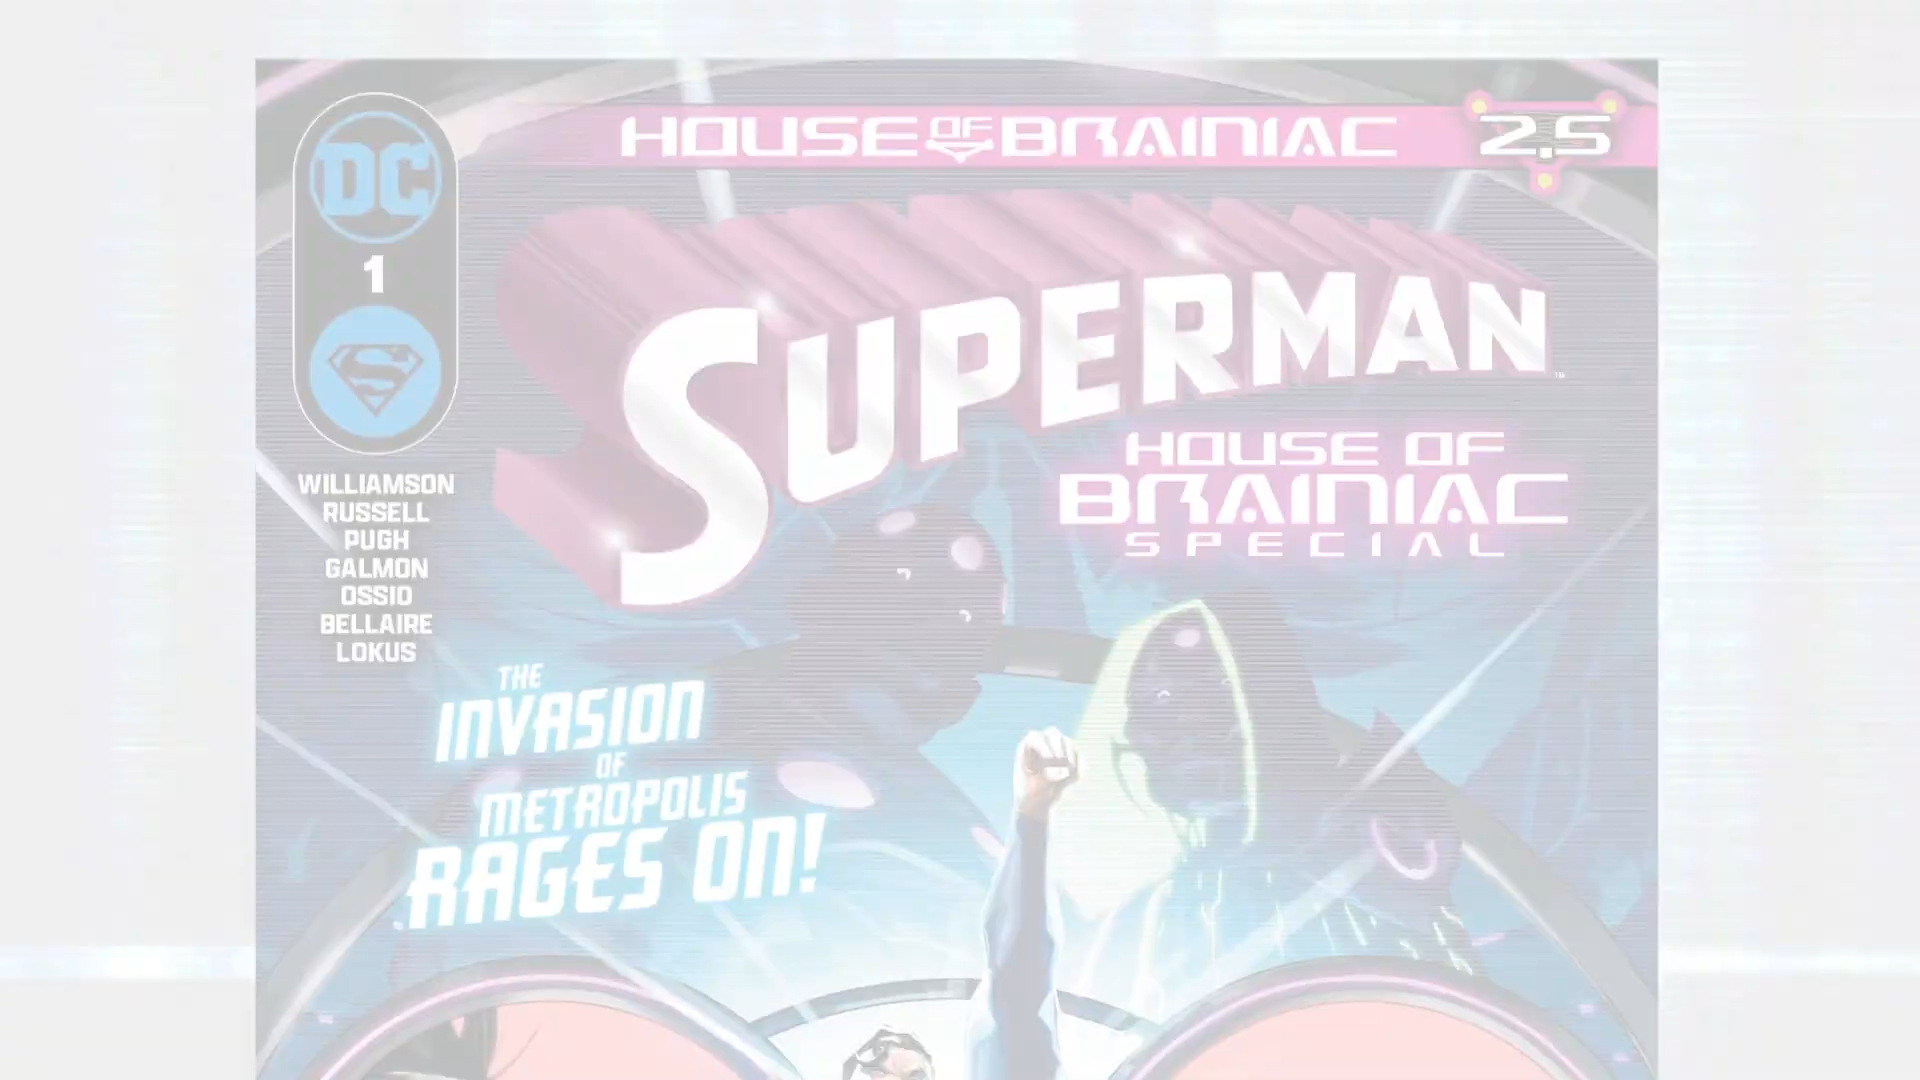 HOUSE OF BRAINIAC
2.5
DC
1
S
SUPERMAN™
HOUSE OF
BRAINIAC
SPECIAL
WILLIAMSON
RUSSELL
PUGH
GALMON
OSSIO
BELLAIRE
LOKUS
THE
INVASION
OF
METROPOLIS
RAGES ON!